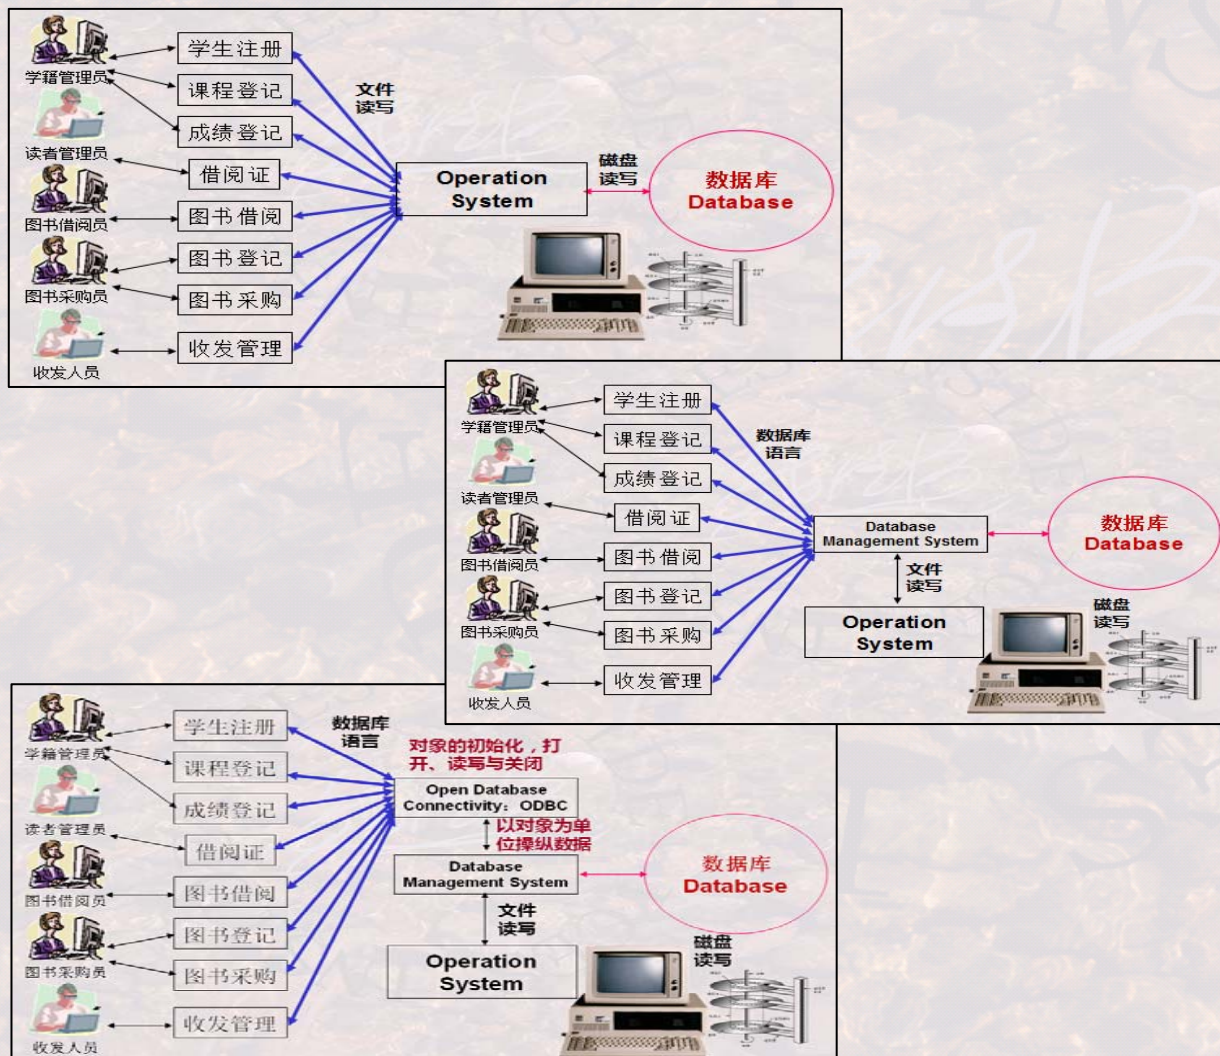 学籍管理员
读者管理员
图书借阅员
图书采购员
收发人员
学生注册
课程登记
成绩登记
借阅证
图书借阅
图书登记
图书采购
收发管理
文件
读写
Operation
System
磁盘
读写
数据库
Database
学籍管理员
读者管理员
图书借阅员
图书采购员
收发人员
学生注册
课程登记
成绩登记
借阅证
图书借阅
图书登记
图书采购
收发管理
数据库
语言
Database
Management System
文件
读写
Operation
System
数据库
Database
磁盘
读写
学籍管理员
读者管理员
图书借阅员
图书采购员
收发人员
学生注册
课程登记
成绩登记
借阅证
图书借阅
图书登记
图书采购
收发管理
数据库
语言
对象的初始化，打
开、读写与关闭
Open Database
Connectivity：ODBC
以对象为单
位操纵数据
Database
Management System
文件
读写
Operation
System
数据库
Database
磁盘
读写